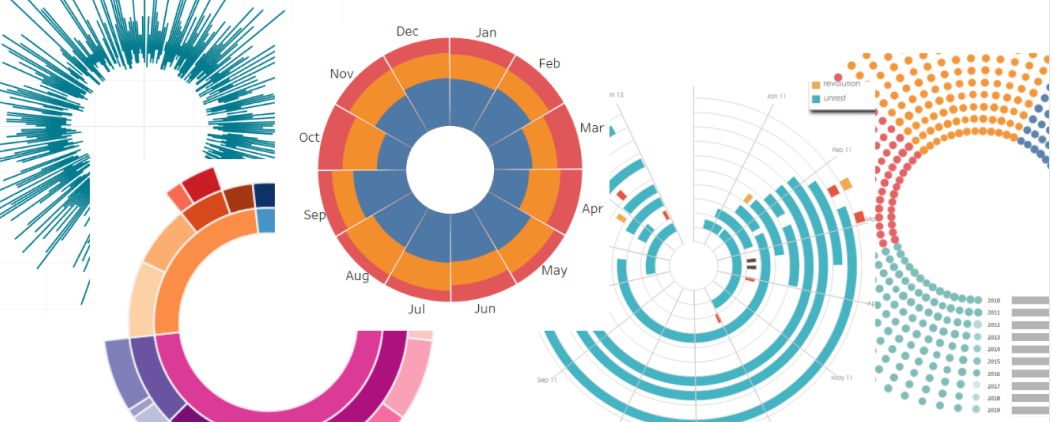 Dec
Jan
Nov
Feb
Oct
Mar
Sep
Apr
Aug
May
Jul
Jun
revolution
unrest
n 12
Jan 11
Feb 11
May 11
Sep 11
2010
2011
2012
2013
2014
2015
2016
2017
2018
2019